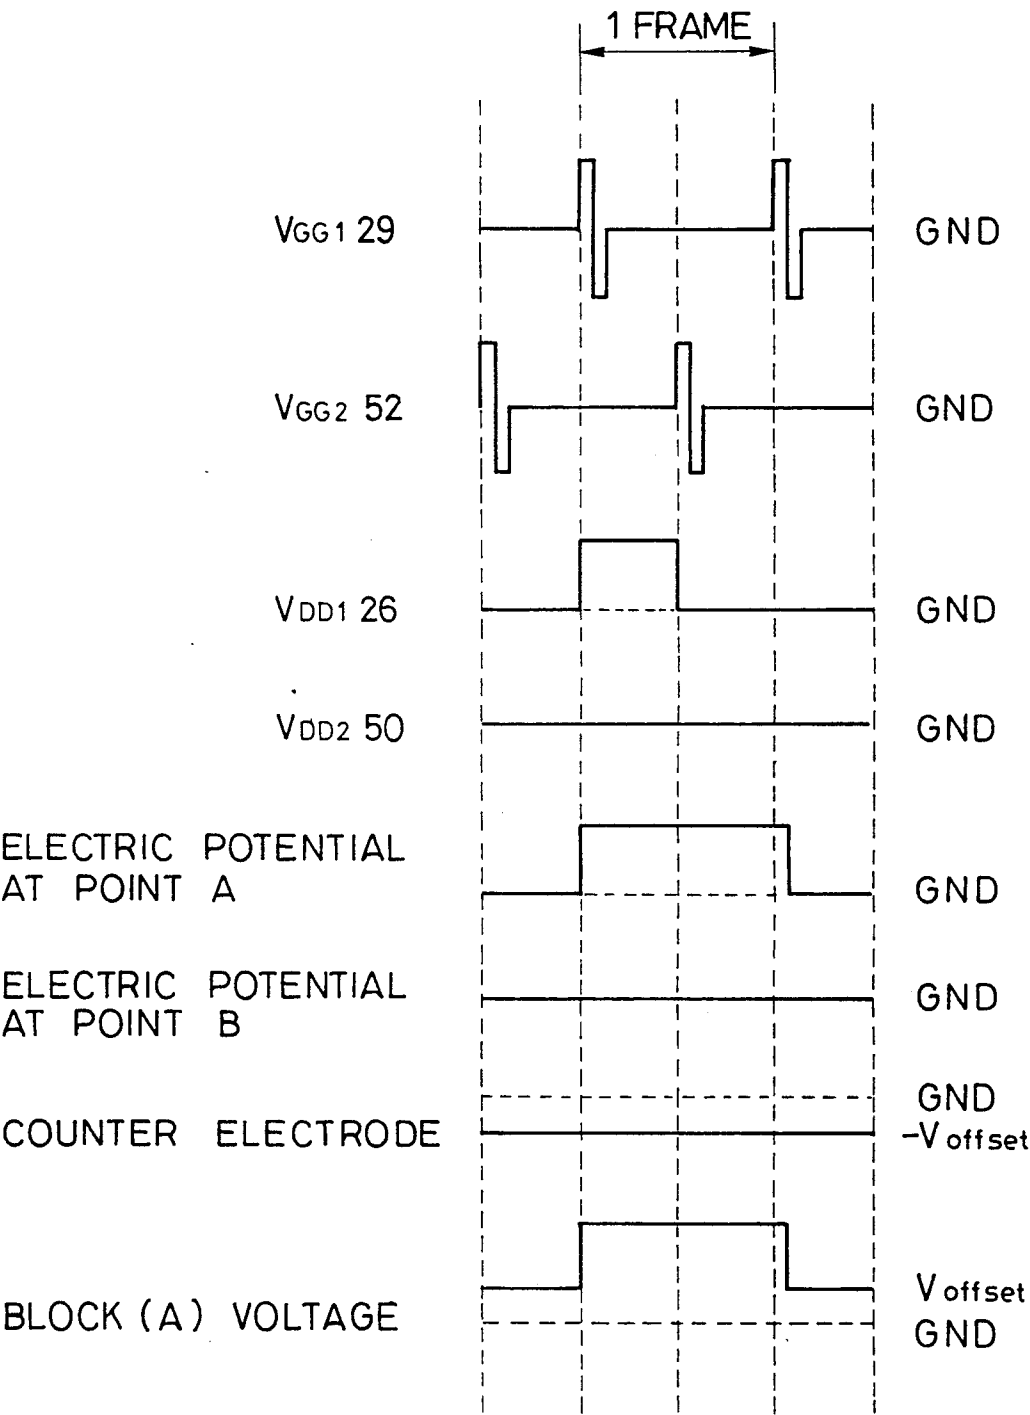 1 FRAME
VGG1 29 GND
VGG2 52 GND
VDD1 26 GND
VDD2 50 GND
ELECTRIC POTENTIAL
AT POINT A GND
ELECTRIC POTENTIAL
AT POINT B GND
GND
COUNTER ELECTRODE -Voffset
Voffset
BLOCK (A) VOLTAGE
GND